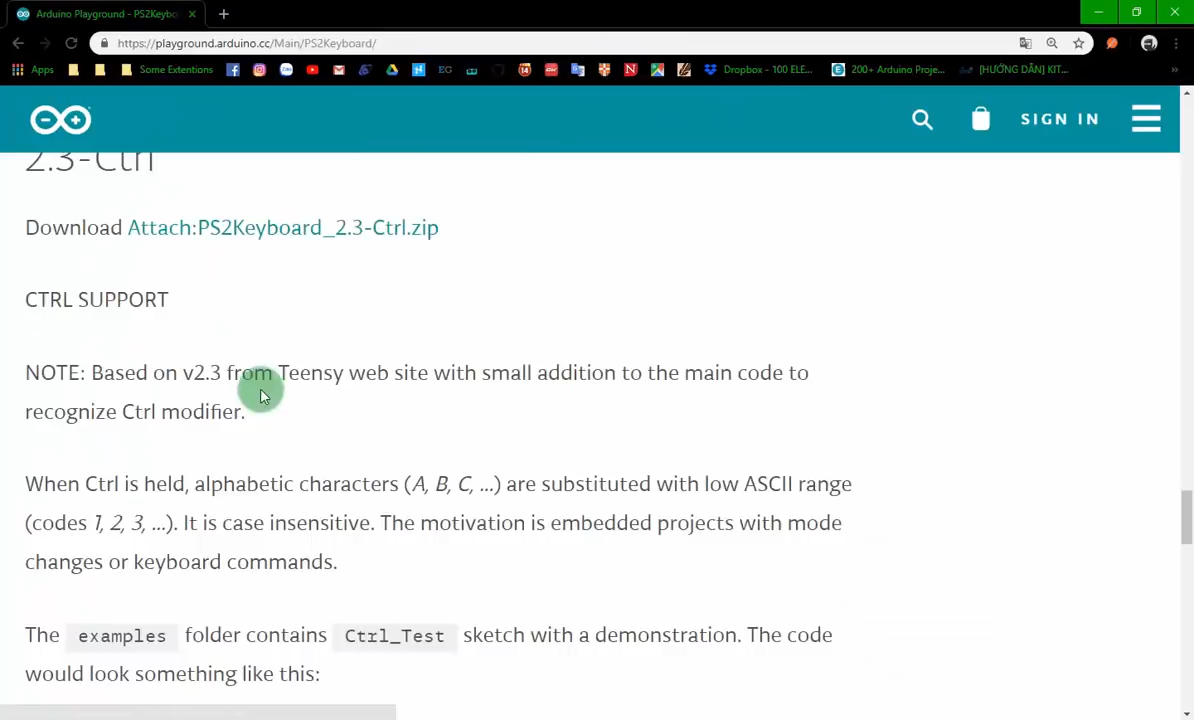 Arduino Playground - PS2Keybo
https://playground.arduino.cc/Main/PS2Keyboard/
Apps
Some Extentions
EG
Dropbox - 100 ELE...
200+ Arduino Proje...
[HƯỚNG DẪN] KIT...
SIGN IN
2.3-Ctrl
Download Attach:PS2Keyboard_2.3-Ctrl.zip
CTRL SUPPORT
NOTE: Based on v2.3 from Teensy web site with small addition to the main code to
recognize Ctrl modifier.
When Ctrl is held, alphabetic characters (A, B, C, ...) are substituted with low ASCII range
(codes 1, 2, 3, ...). It is case insensitive. The motivation is embedded projects with mode
changes or keyboard commands.
The examples folder contains Ctrl_Test sketch with a demonstration. The code
would look something like this: